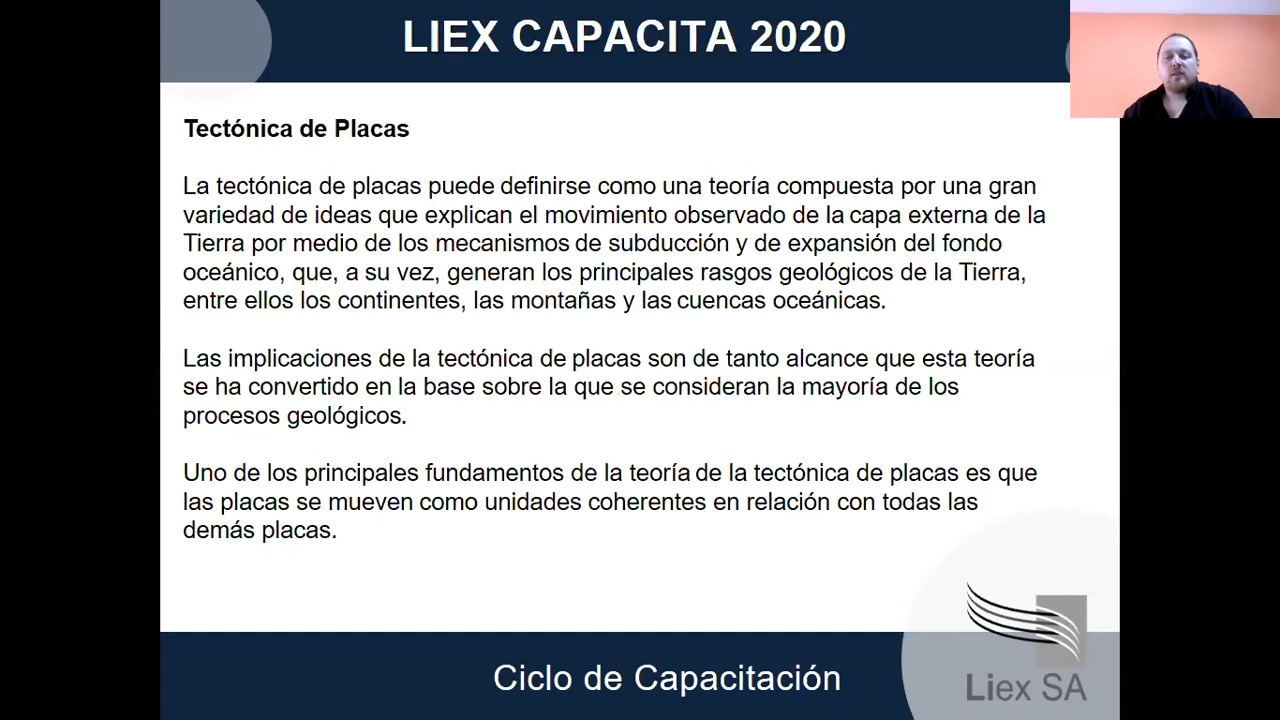 LIEX CAPACITA 2020
Tectónica de Placas
La tectónica de placas puede definirse como una teoría compuesta por una gran
variedad de ideas que explican el movimiento observado de la capa externa de la
Tierra por medio de los mecanismos de subducción y de expansión del fondo
oceánico, que, a su vez, generan los principales rasgos geológicos de la Tierra,
entre ellos los continentes, las montañas y las cuencas oceánicas.
Las implicaciones de la tectónica de placas son de tanto alcance que esta teoría
se ha convertido en la base sobre la que se consideran la mayoría de los
procesos geológicos.
Uno de los principales fundamentos de la teoría de la tectónica de placas es que
las placas se mueven como unidades coherentes en relación con todas las
demás placas.
Ciclo de Capacitación
Liex SA